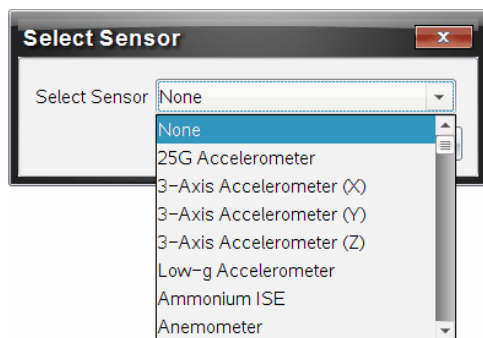 Select Sensor
x
Select Sensor None
None
25G Accelerometer
3-Axis Accelerometer (X)
3-Axis Accelerometer (Y)
3-Axis Accelerometer (Z)
Low-g Accelerometer
Ammonium ISE
Anemometer